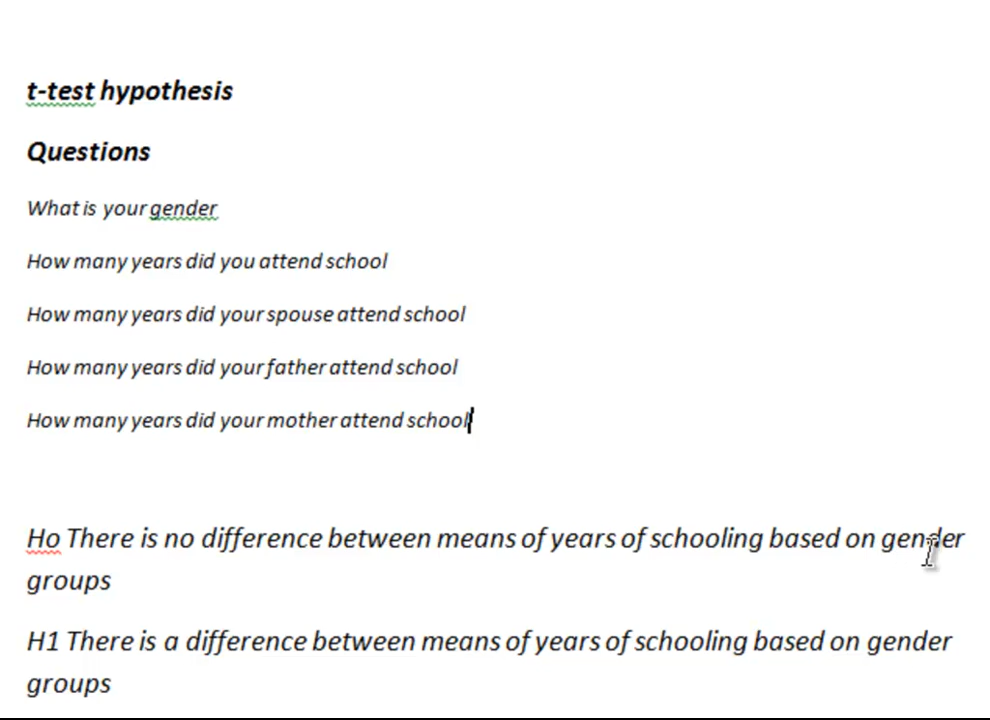 t-test hypothesis
Questions
What is your gender
How many years did you attend school
How many years did your spouse attend school
How many years did your father attend school
How many years did your mother attend school
Ho There is no difference between means of years of schooling based on gender
groups
H1 There is a difference between means of years of schooling based on gender
groups